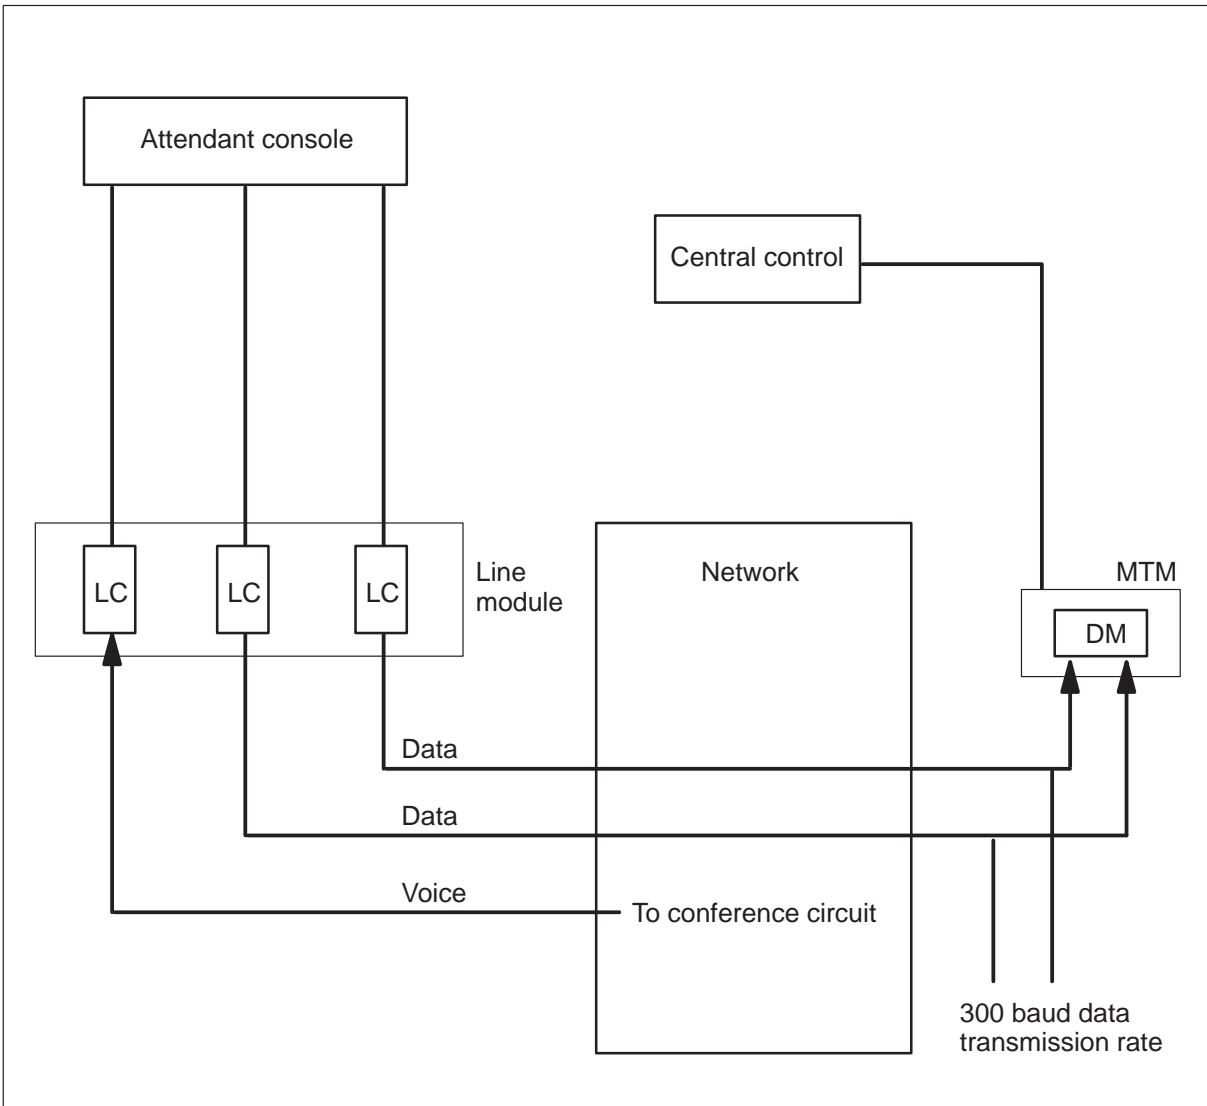 Attendant console
Central control
LC
LC
LC
Line
module
Network
MTM
DM
Data
Data
Voice
To conference circuit
300 baud data
transmission rate